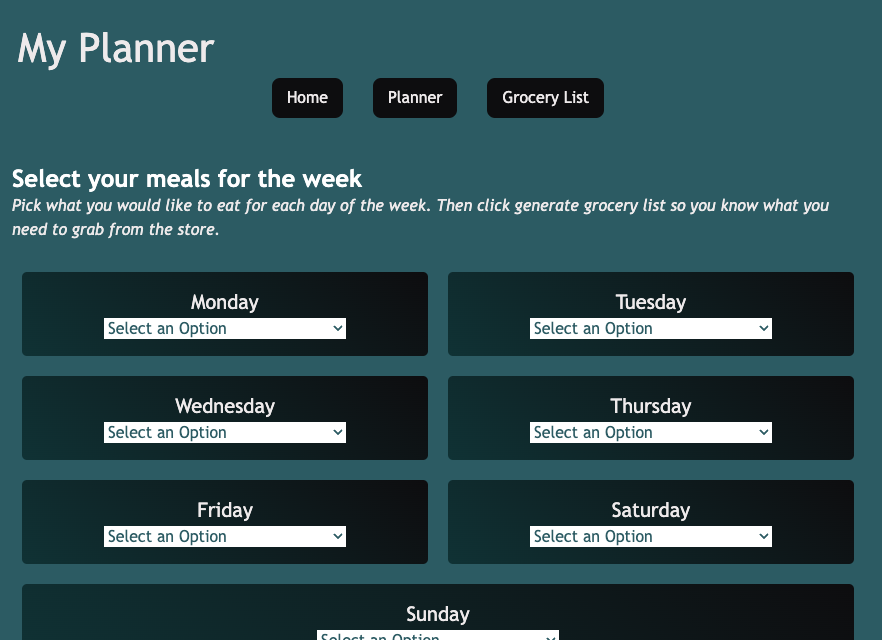 My Planner
Home Planner Grocery List
Select your meals for the week
Pick what you would like to eat for each day of the week. Then click generate grocery list so you know what you
need to grab from the store.
Monday Tuesday
Select an Option Select an Option
Wednesday Thursday
Select an Option Select an Option
Friday Saturday
Select an Option Select an Option
Sunday
Select an Option